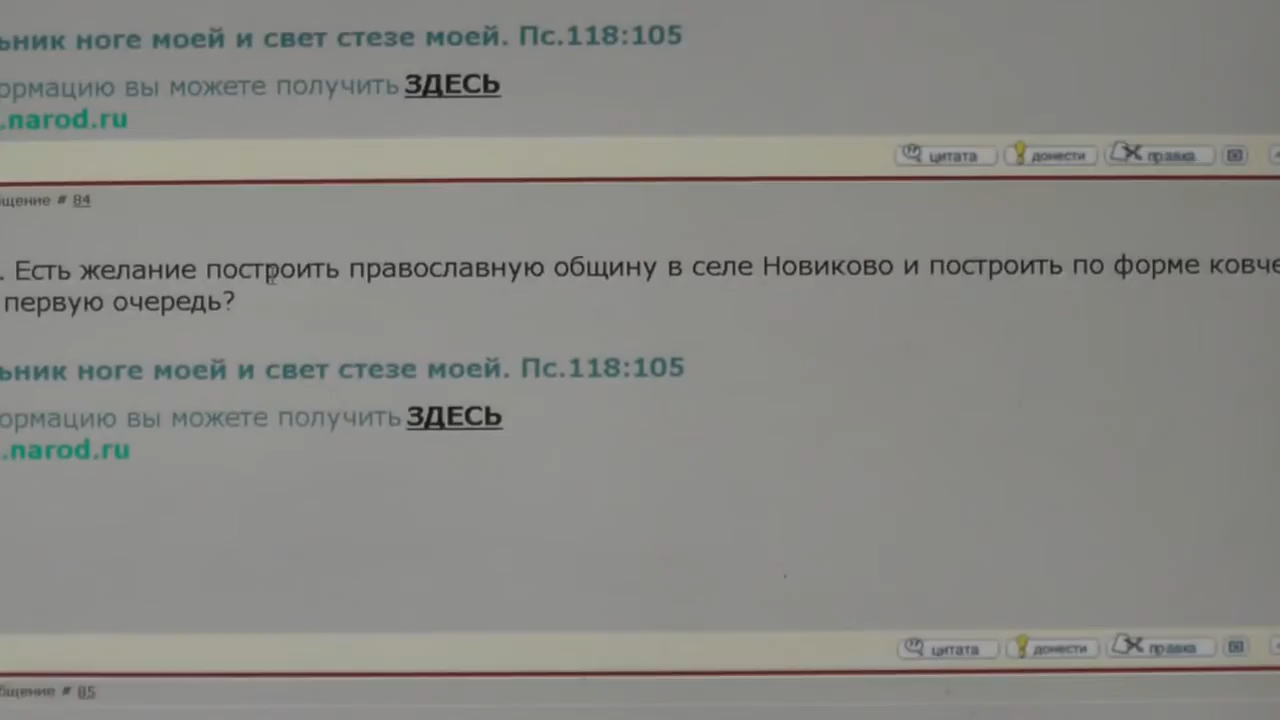 ьник ноге моей и свет стезе моей. Пс.118:105
ормацию вы можете получить ЗДЕСЬ
.narod.ru
цитата донести правка
щение # 84
. Есть желание построить православную общину в селе Новиково и построить по форме ковче
первую очередь?
ьник ноге моей и свет стезе моей. Пс.118:105
ормацию вы можете получить ЗДЕСЬ
.narod.ru
цитата донести правка
бщение # 85